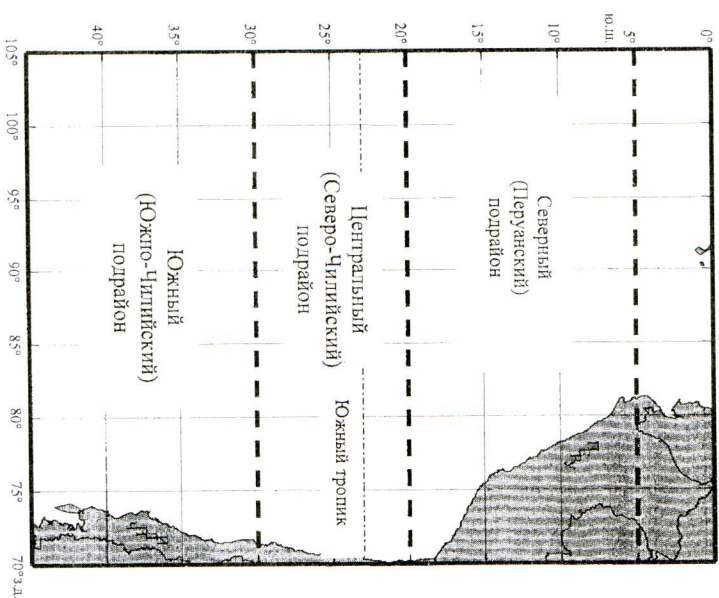 0°
ю.ш. 5°
15°
20°
25°
30°
35°
40°
Северный
(Перуанский)
подрайон
Центральный
(Северо-Чилийский)
подрайон
Южный тропик
Южный
(Южно-Чилийский)
подрайон
105°
100°
95°
90°
85°
80°
75°
70°з.д.